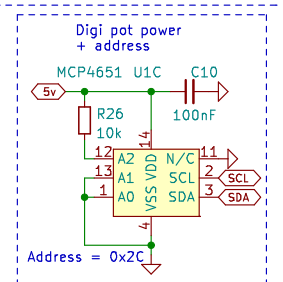 Digi pot power
+ address
MCP4651 U1C C10
5v
R26
100nF
10k
14
12 A2 VDD N/C 11
13 A1 SCL 2 SCL
1 A0 VSS SDA 3 SDA
4
Address = 0x2C